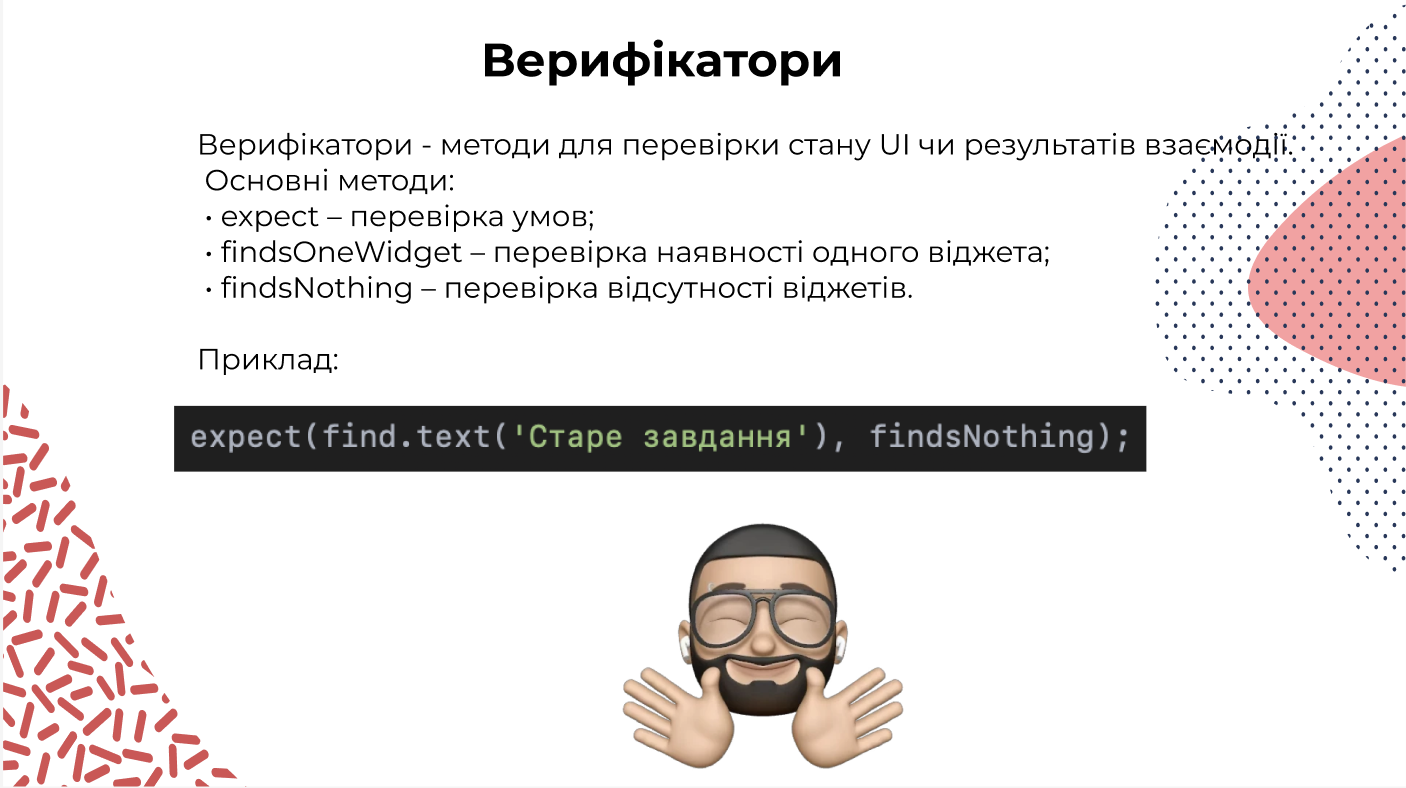 Верифікатори
Верифікатори - методи для перевірки стану UI чи результатів взаємодії.
Основні методи:
• expect – перевірка умов;
• findsOneWidget – перевірка наявності одного віджета;
• findsNothing – перевірка відсутності віджетів.
Приклад:
expect(find.text('Старе завдання'), findsNothing);